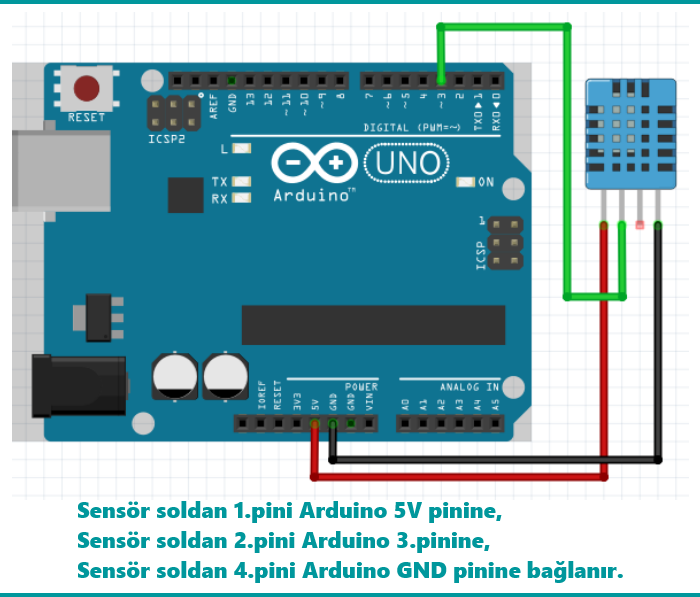 RESET
ICSP2
AREF
GND
13
12
~11
~10
~9
8
7
~6
~5
4
~3
2
TX0▶1
RX0◀0
DIGITAL (PWM=~)
L
TX
RX
UNO
Arduino™
ON
1
ICSP
POWER
ANALOG IN
IOREF
RESET
3V3
5V
GND
GND
VIN
A0
A1
A2
A3
A4
A5
Sensör soldan 1.pini Arduino 5V pinine,
Sensör soldan 2.pini Arduino 3.pinine,
Sensör soldan 4.pini Arduino GND pinine bağlanır.